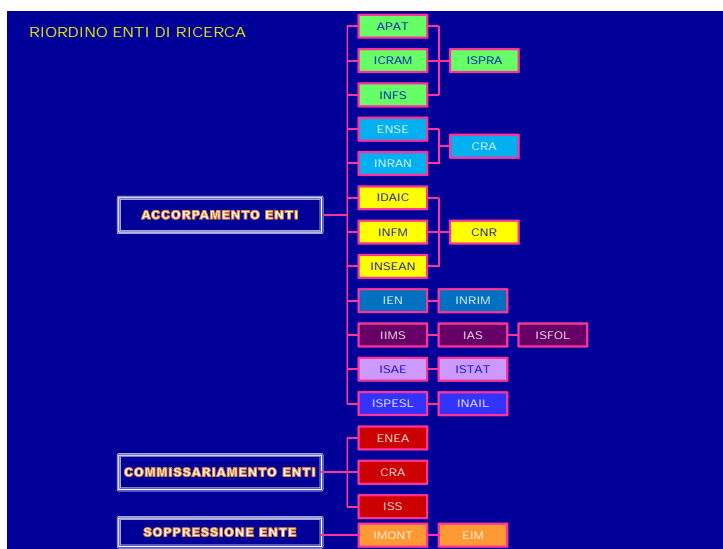 RIORDINO ENTI DI RICERCA
ACCORPAMENTO ENTI
APAT
ICRAM
INFS
ISPRA
ENSE
INRAN
CRA
IDAIC
INFM
INSEAN
CNR
IEN
INRIM
IIMS
IAS
ISFOL
ISAE
ISTAT
ISPESL
INAIL
COMMISSARIAMENTO ENTI
ENEA
CRA
ISS
SOPPRESSIONE ENTE
IMONT
EIM